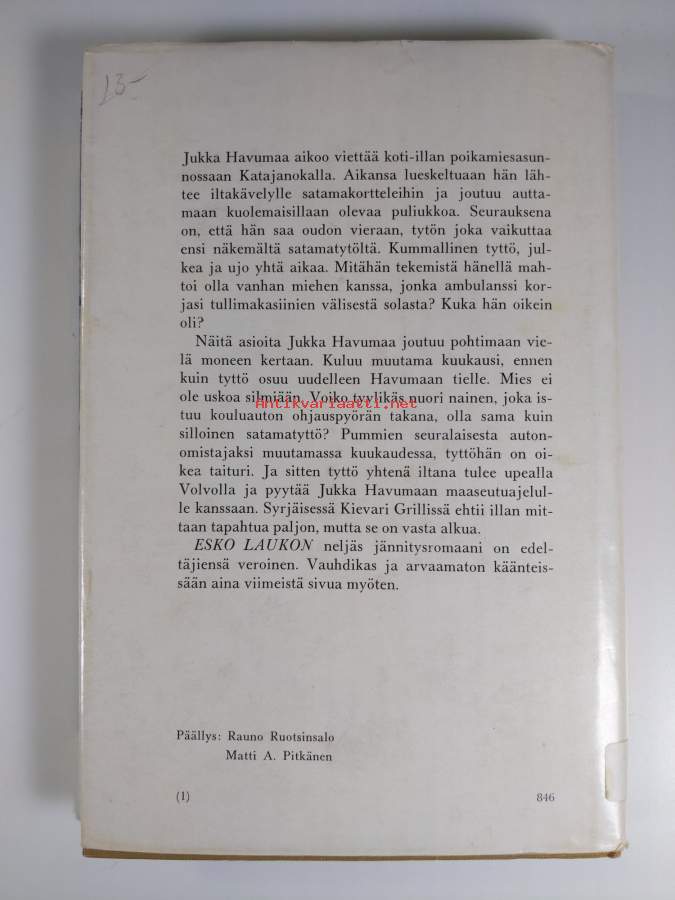 13-
Jukka Havumaa aikoo viettää koti-illan poikamiesasun-
nossaan Katajanokalla. Aikansa lueskeltuaan hän läh-
tee iltakävelylle satamakortteleihin ja joutuu autta-
maan kuolemaisillaan olevaa puliukkoa. Seurauksena
on, että hän saa oudon vieraan, tytön joka vaikuttaa
ensi näkemältä satamatytöltä. Kummallinen tyttö, jul-
kea ja ujo yhtä aikaa. Mitähän tekemistä hänellä mah-
toi olla vanhan miehen kanssa, jonka ambulanssi kor-
jasi tullimakasiinien välisestä solasta? Kuka hän oikein
oli?
Näitä asioita Jukka Havumaa joutuu pohtimaan vie-
lä moneen kertaan. Kuluu muutama kuukausi, ennen
kuin tyttö osuu uudelleen Havumaan tielle. Mies ei
ole uskoa silmiään. Voiko tyylikäs nuori nainen, joka is-
Antikvariaatti.net
tuu kouluauton ohjauspyörän takana, olla sama kuin
silloinen satamatyttö? Pummien seuralaisesta auton-
omistajaksi muutamassa kuukaudessa, tyttöhän on oi-
kea taituri. Ja sitten tyttö yhtenä iltana tulee upealla
Volvolla ja pyytää Jukka Havumaan maaseutuajelul-
le kanssaan. Syrjäisessä Kievari Grillissä ehtii illan mit-
taan tapahtua paljon, mutta se on vasta alkua.
ESKO LAUKON neljäs jännitysromaani on edel-
täjiensä veroinen. Vauhdikas ja arvaamaton käänteis-
sään aina viimeistä sivua myöten.
Päällys: Rauno Ruotsinsalo
Matti A. Pitkänen
(1) 846